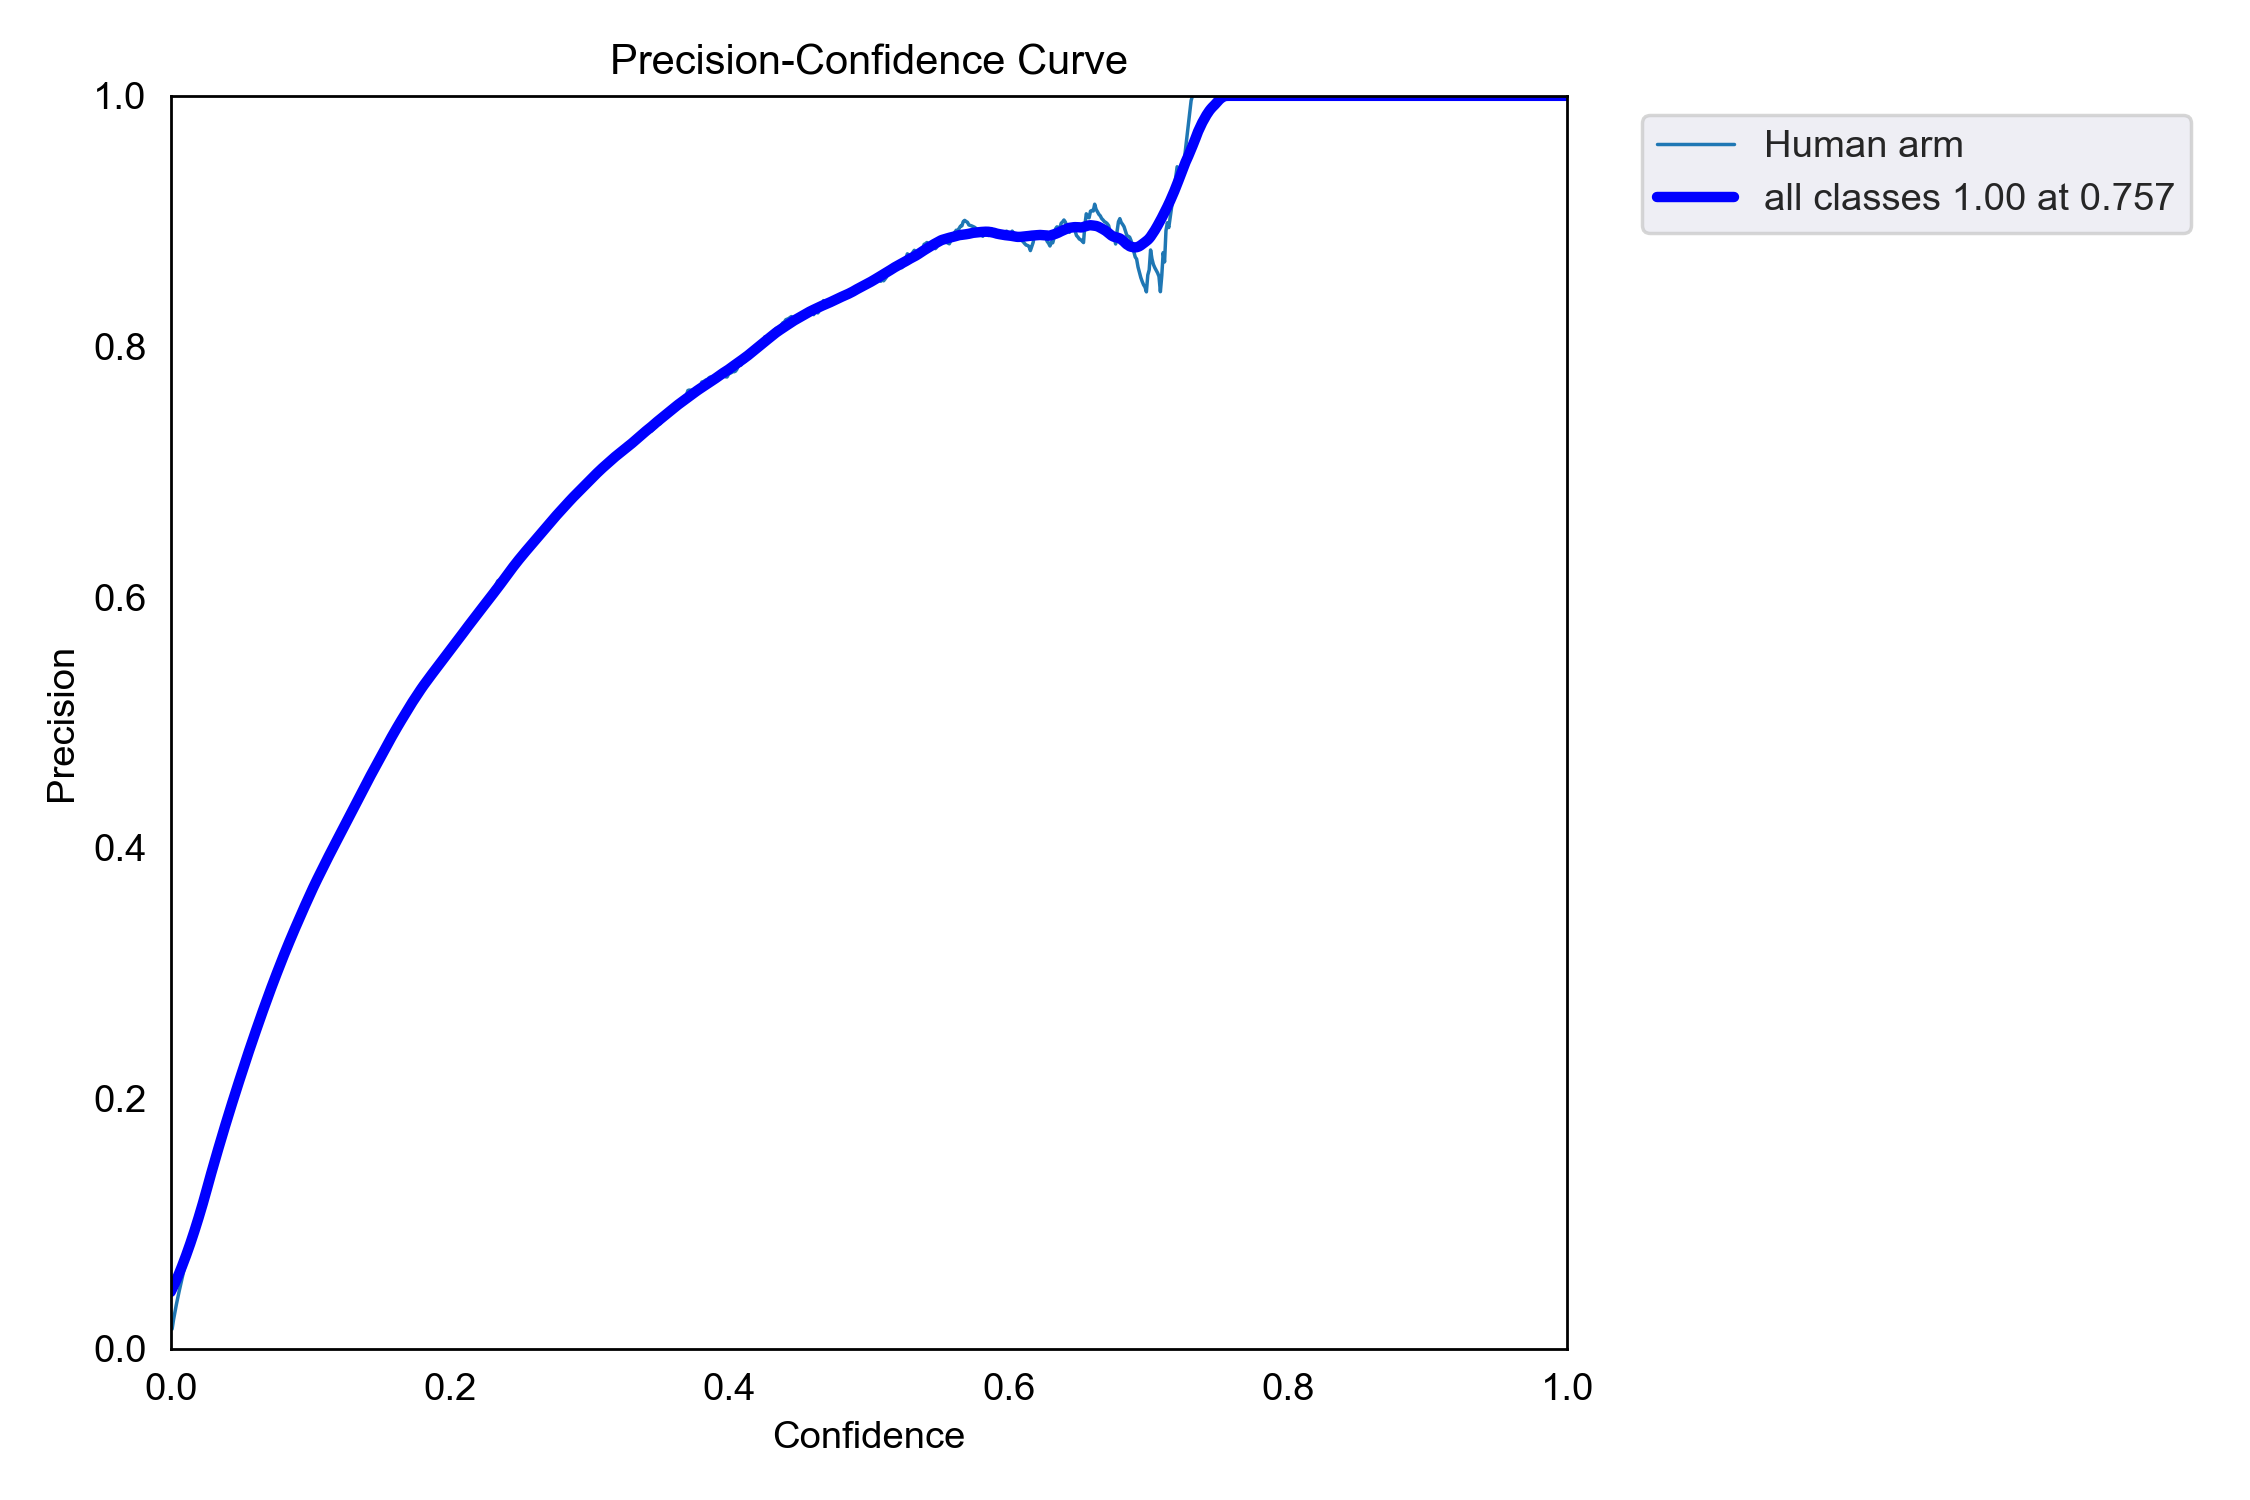 Precision-Confidence Curve
Human arm
all classes 1.00 at 0.757
Precision
1.0
0.8
0.6
0.4
0.2
0.0
0.0 0.2 0.4 0.6 0.8 1.0
Confidence